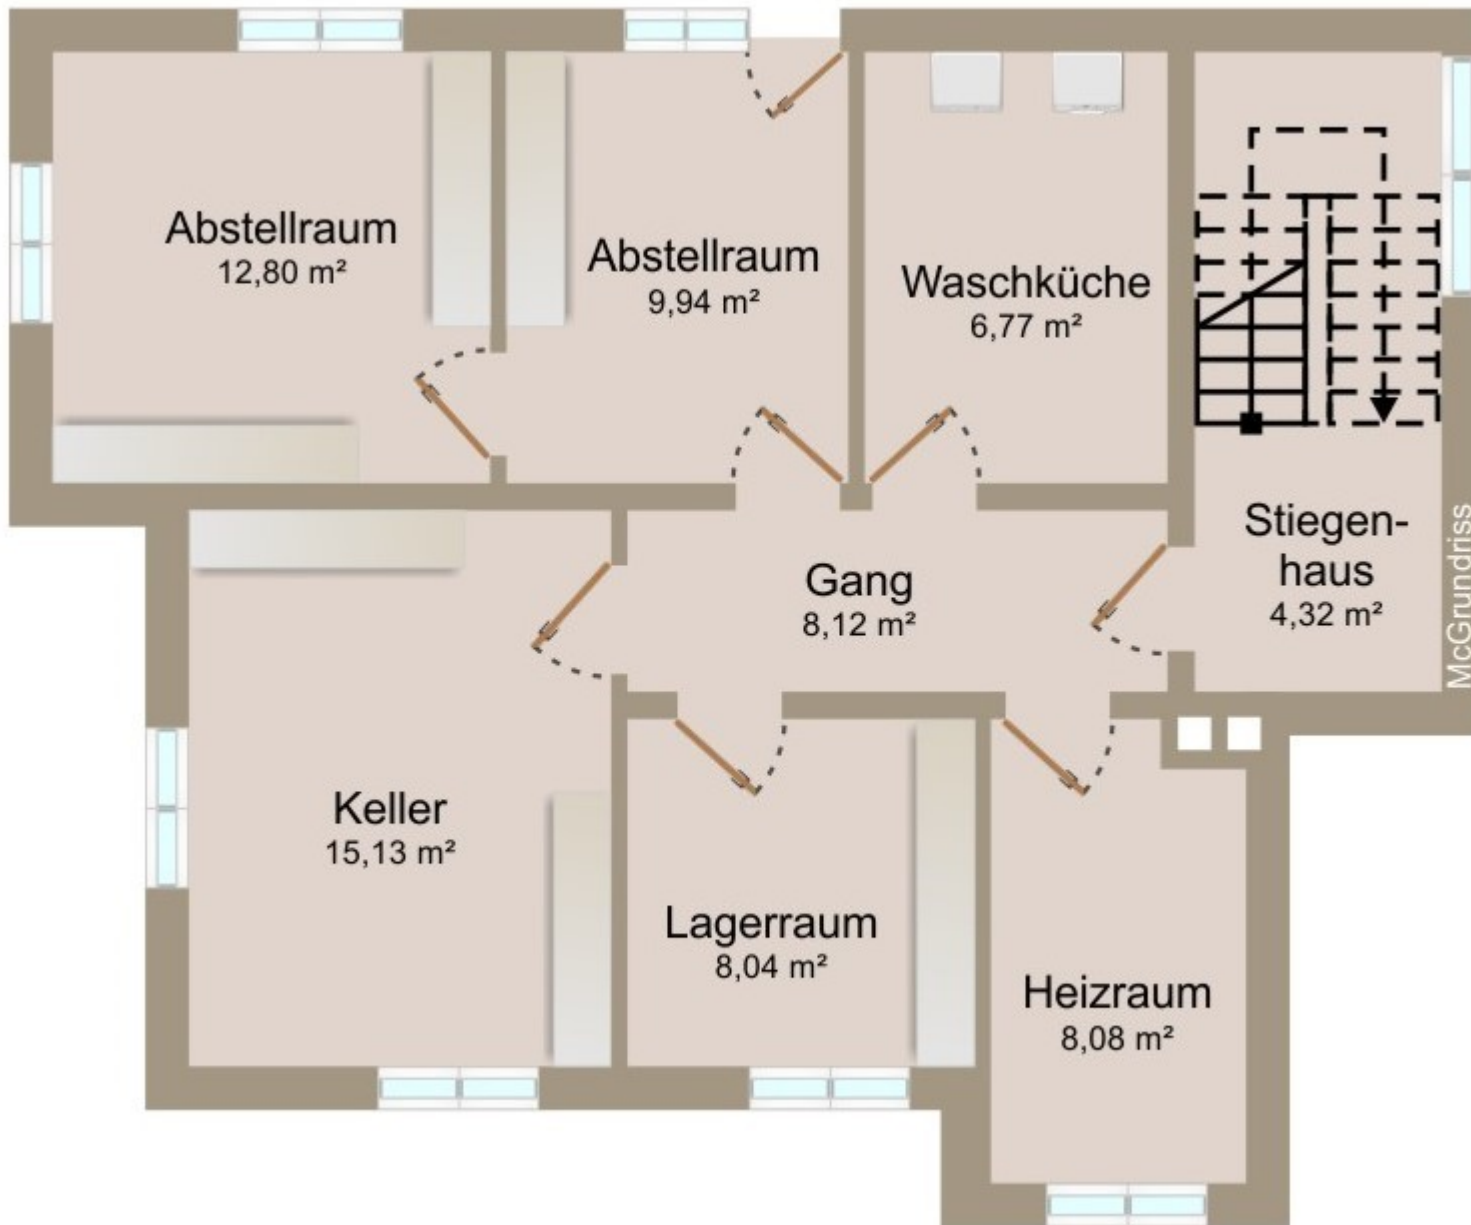 Abstellraum
12,80 m²
Abstellraum
9,94 m²
Waschküche
6,77 m²
Stiegen-
haus
4,32 m²
Gang
8,12 m²
Keller
15,13 m²
Lagerraum
8,04 m²
Heizraum
8,08 m²
McGrundriss